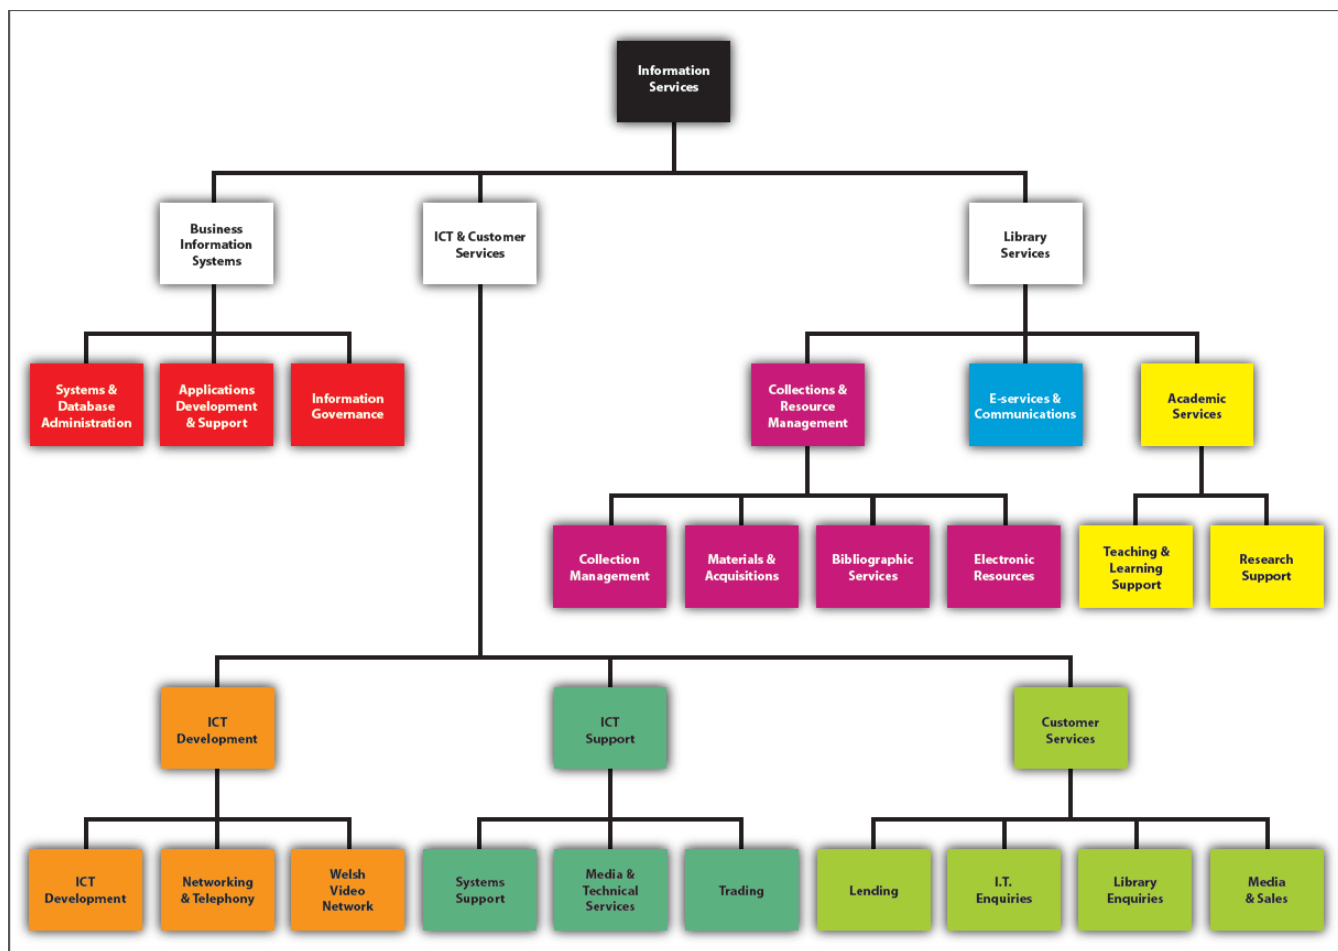 Information
Services
Business
Information
Systems
ICT & Customer
Services
Library
Services
Systems &
Database
Administration
Applications
Development
& Support
Information
Governance
Collections &
Resource
Management
E-services &
Communications
Academic
Services
Collection
Management
Materials &
Acquisitions
Bibliographic
Services
Electronic
Resources
Teaching &
Learning
Support
Research
Support
ICT
Development
ICT
Support
Customer
Services
ICT
Development
Networking
& Telephony
Welsh
Video
Network
Systems
Support
Media &
Technical
Services
Trading
Lending
I.T.
Enquiries
Library
Enquiries
Media
& Sales